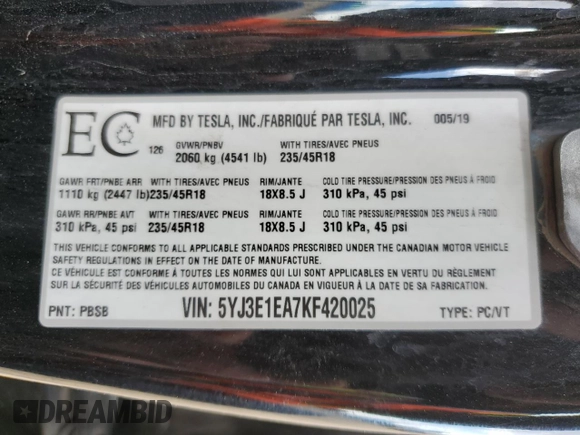 EC
126
MFD BY TESLA, INC./FABRIQUÉ PAR TESLA, INC. 005/19
GVWR/PNBV WITH TIRES/AVEC PNEUS
2060 kg (4541 lb) 235/45R18
GAWR FRT/PNBE ARR WITH TIRES/AVEC PNEUS RIM/JANTE COLD TIRE PRESSURE/PRESSION DES PNEUS À FROID
1110 kg (2447 lb)235/45R18 18X8.5 J 310 kPa, 45 psi
GAWR RR/PNBE AVT WITH TIRES/AVEC PNEUS RIM/JANTE COLD TIRE PRESSURE/PRESSION DES PNEUS À FROID
310 kPa, 45 psi 235/45R18 18X8.5 J 310 kPa, 45 psi
THIS VEHICLE CONFORMS TO ALL APPLICABLE STANDARDS PRESCRIBED UNDER THE CANADIAN MOTOR VEHICLE
SAFETY REGULATIONS IN EFFECT ON THE DATE OF MANUFACTURE.
CE VÉHICULE EST CONFORME À TOUTES LES NORMES QUI LUI SONT APPLICABLES EN VERTU DU RÈGLEMENT
SUR LA SÉCURITÉ DES VÉHICULES AUTOMOBILES DU CANADA EN VIGUEUR À LA DATE DE SA FABRICATION.
PNT: PBSB VIN: 5YJ3E1EA7KF420025 TYPE: PC/VT
DREAMBID